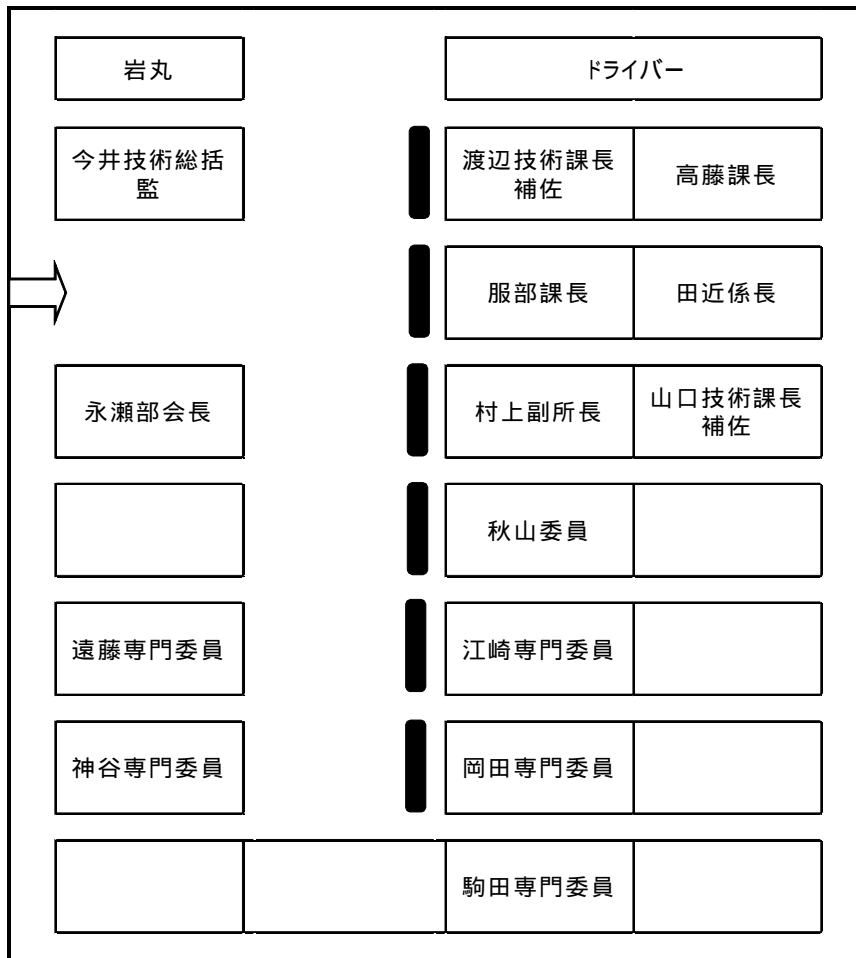 岩丸
ドライバー
今井技術総括
監
渡辺技術課長
補佐
高藤課長
服部課長
田近係長
永瀬部会長
村上副所長
山口技術課長
補佐
秋山委員
遠藤専門委員
江崎専門委員
神谷専門委員
岡田専門委員
駒田専門委員